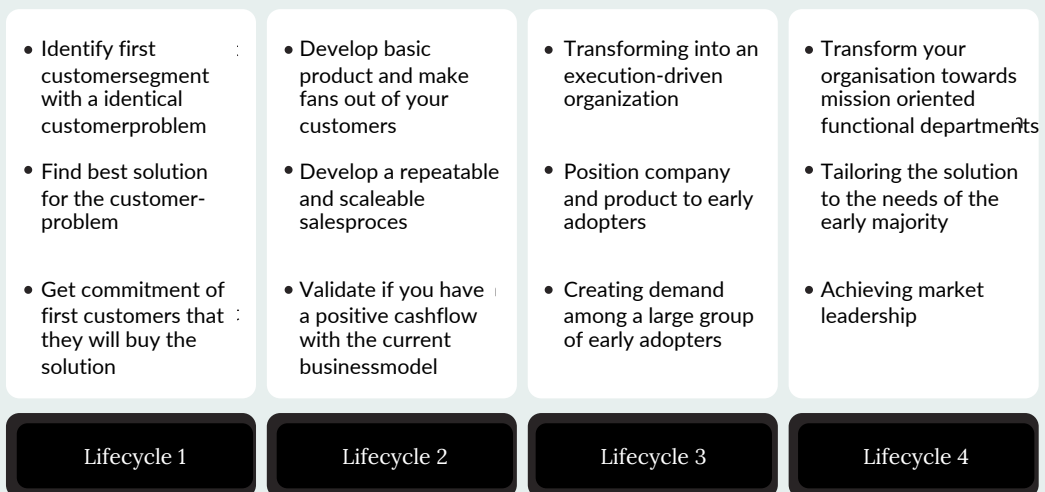 Identify first
customersegment
with a identical
customerproblem
Find best solution
for the customer-
problem
Get commitment of
first customers that
they will buy the
solution
Develop basic
product and make
fans out of your
customers
Develop a repeatable
and scaleable
salesproces
Validate if you have
a positive cashflow
with the current
businessmodel
Transforming into an
execution-driven
organization
Position company
and product to early
adopters
Creating demand
among a large group
of early adopters
Transform your
organisation towards
mission oriented
functional departments
Tailoring the solution
to the needs of the
early majority
Achieving market
leadership
Lifecycle 1
Lifecycle 2
Lifecycle 3
Lifecycle 4